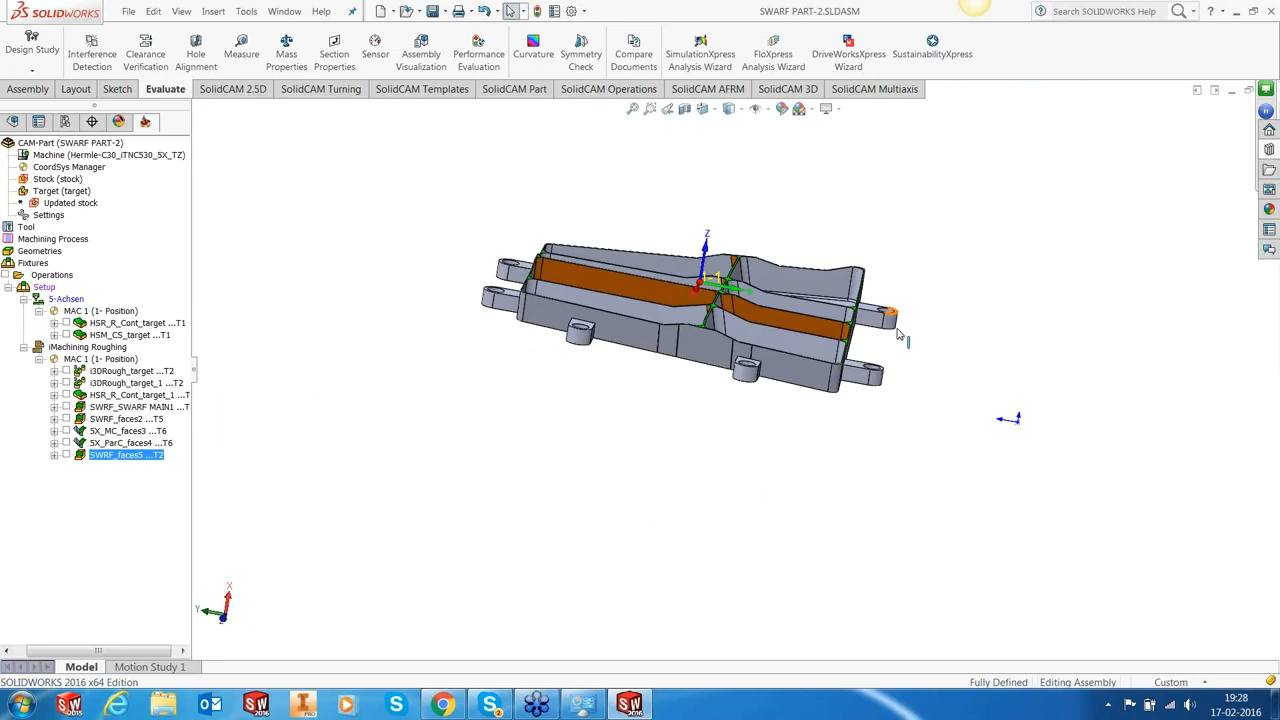 SOLIDWORKS File Edit View Insert Tools Window Help SWARF PART-2.SLDASM Search SOLIDWORKS Help
Design Study Interference Detection Clearance Verification Hole Alignment Measure Mass Properties Section Properties Sensor Assembly Visualization Performance Evaluation Curvature Symmetry Check Compare Documents SimulationXpress Analysis Wizard FloXpress Analysis Wizard DriveWorksXpress Wizard SustainabilityXpress
Assembly Layout Sketch Evaluate SolidCAM 2.5D SolidCAM Turning SolidCAM Templates SolidCAM Part SolidCAM Operations SolidCAM AFRM SolidCAM 3D SolidCAM Multiaxis
CAM-Part (SWARF PART-2)
Machine (Hermle-C30_iTNC530_5X_TZ)
CoordSys Manager
Stock (stock)
Target (target)
Updated stock
Settings
Tool
Machining Process
Geometries
Fixtures
Operations
Setup
5-Achsen
MAC 1 (1- Position)
HSR_R_Cont_target ...T1
HSM_CS_target ...T1
iMachining Roughing
MAC 1 (1- Position)
i3DRough_target ...T2
i3DRough_target_1 ...T2
HSR_R_Cont_target_1 ...T
SWRF_SWARF MAIN1 ...T
SWRF_faces2 ...T5
5X_MC_faces3 ...T6
5X_ParC_faces4 ...T6
SWRF_faces5 ...T2
Z
X
Y
Model Motion Study 1
SOLIDWORKS 2016 x64 Edition Fully Defined Editing Assembly Custom
19:28
17-02-2016